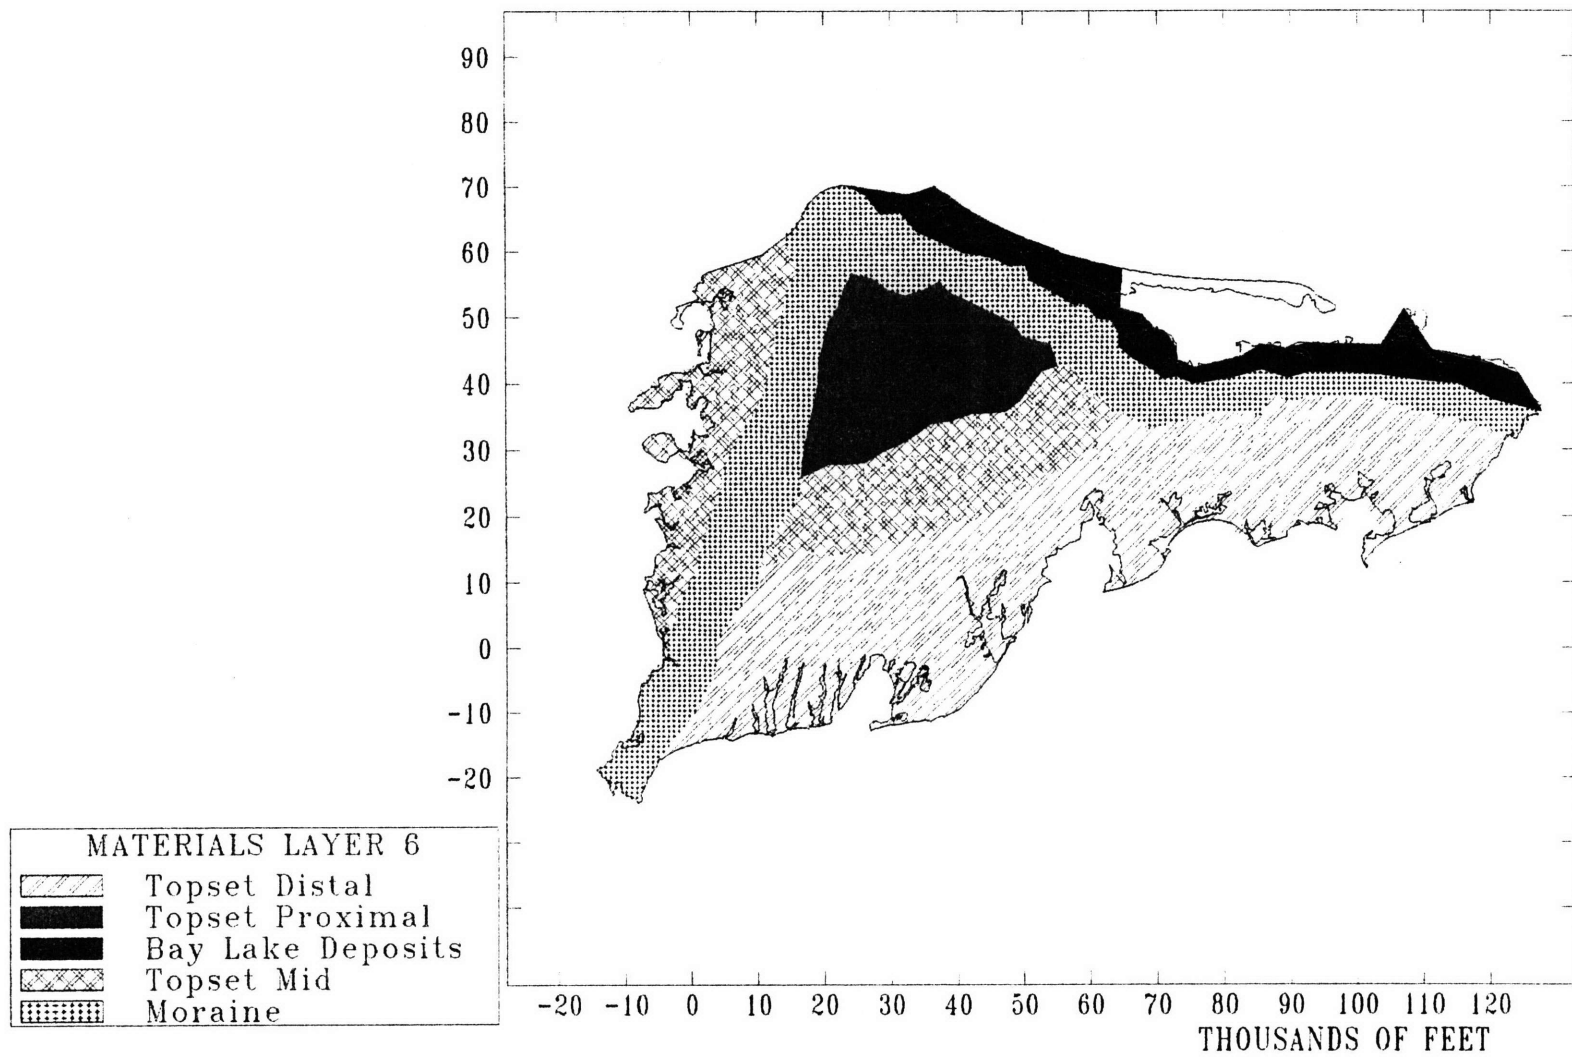 90
80
70
60
50
40
30
20
10
0
-10
-20
MATERIALS LAYER 6
Topset Distal
Topset Proximal
Bay Lake Deposits
Topset Mid
Moraine
-20 -10 0 10 20 30 40 50 60 70 80 90 100 110 120
THOUSANDS OF FEET